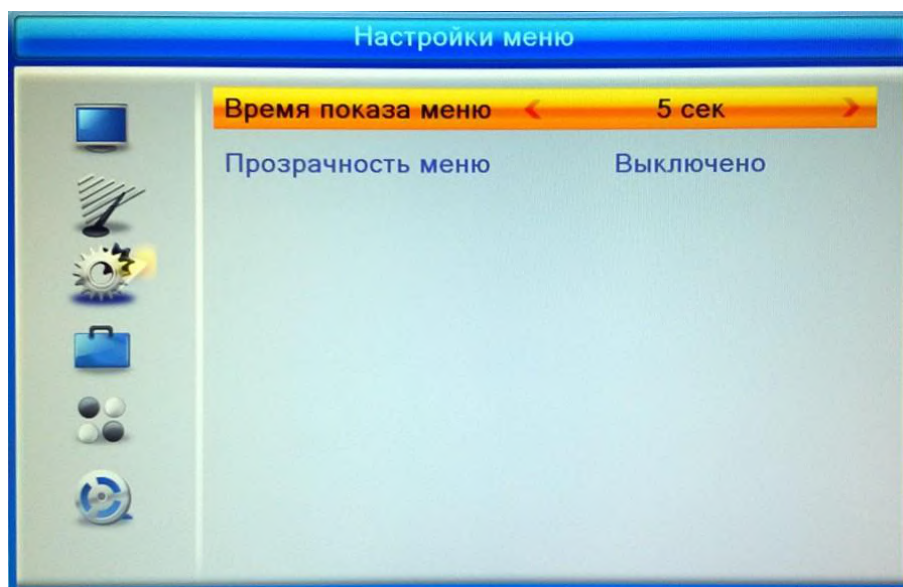 Настройки меню
Время показа меню 5 сек
Прозрачность меню Выключено